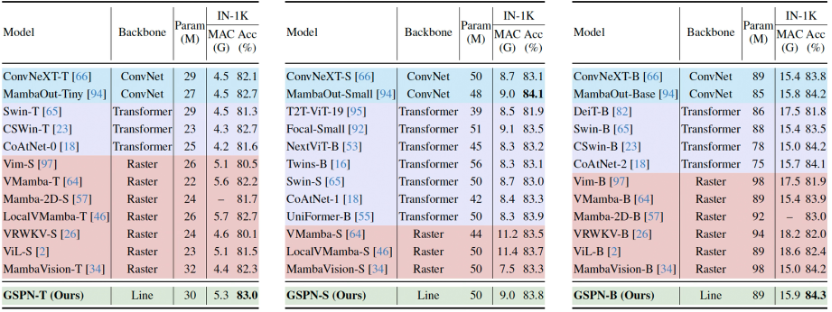 Model Backbone Param (M) IN-1K MAC (G) Acc (%)
ConvNeXT-T [66] ConvNet 29 4.5 82.1
MambaOut-Tiny [94] ConvNet 27 4.5 82.7
Swin-T [65] Transformer 29 4.5 81.3
CSWin-T [23] Transformer 23 4.3 82.7
CoAtNet-0 [18] Transformer 25 4.2 81.6
Vim-S [97] Raster 26 5.1 80.5
VMamba-T [64] Raster 22 5.6 82.2
Mamba-2D-S [57] Raster 24 – 81.7
LocalVMamba-T [46] Raster 26 5.7 82.7
VRWKV-S [26] Raster 24 4.6 80.1
ViL-S [2] Raster 23 5.1 81.5
MambaVision-T [34] Raster 32 4.4 82.3
GSPN-T (Ours) Line 30 5.3 83.0
Model Backbone Param (M) IN-1K MAC (G) Acc (%)
ConvNeXT-S [66] ConvNet 50 8.7 83.1
MambaOut-Small [94] ConvNet 48 9.0 84.1
T2T-ViT-19 [95] Transformer 39 8.5 81.9
Focal-Small [92] Transformer 51 9.1 83.5
NextViT-B [53] Transformer 45 8.3 83.2
Twins-B [16] Transformer 56 8.3 83.1
Swin-S [65] Transformer 50 8.7 83.0
CoAtNet-1 [18] Transformer 42 8.4 83.3
UniFormer-B [55] Transformer 50 8.3 83.9
VMamba-S [64] Raster 44 11.2 83.5
LocalVMamba-S [46] Raster 50 11.4 83.7
MambaVision-S [34] Raster 50 7.5 83.3
GSPN-S (Ours) Line 50 9.0 83.8
Model Backbone Param (M) IN-1K MAC (G) Acc (%)
ConvNeXT-B [66] ConvNet 89 15.4 83.8
MambaOut-Base [94] ConvNet 85 15.8 84.2
DeiT-B [82] Transformer 86 17.5 81.8
Swin-B [65] Transformer 88 15.4 83.5
CSwin-B [23] Transformer 78 15.0 84.2
CoAtNet-2 [18] Transformer 75 15.7 84.1
Vim-B [97] Raster 98 17.5 81.9
VMamba-B [64] Raster 89 15.4 83.9
Mamba-2D-B [57] Raster 92 – 83.0
VRWKV-B [26] Raster 94 18.2 82.0
ViL-B [2] Raster 89 18.6 82.4
MambaVision-B [34] Raster 98 15.0 84.2
GSPN-B (Ours) Line 89 15.9 84.3